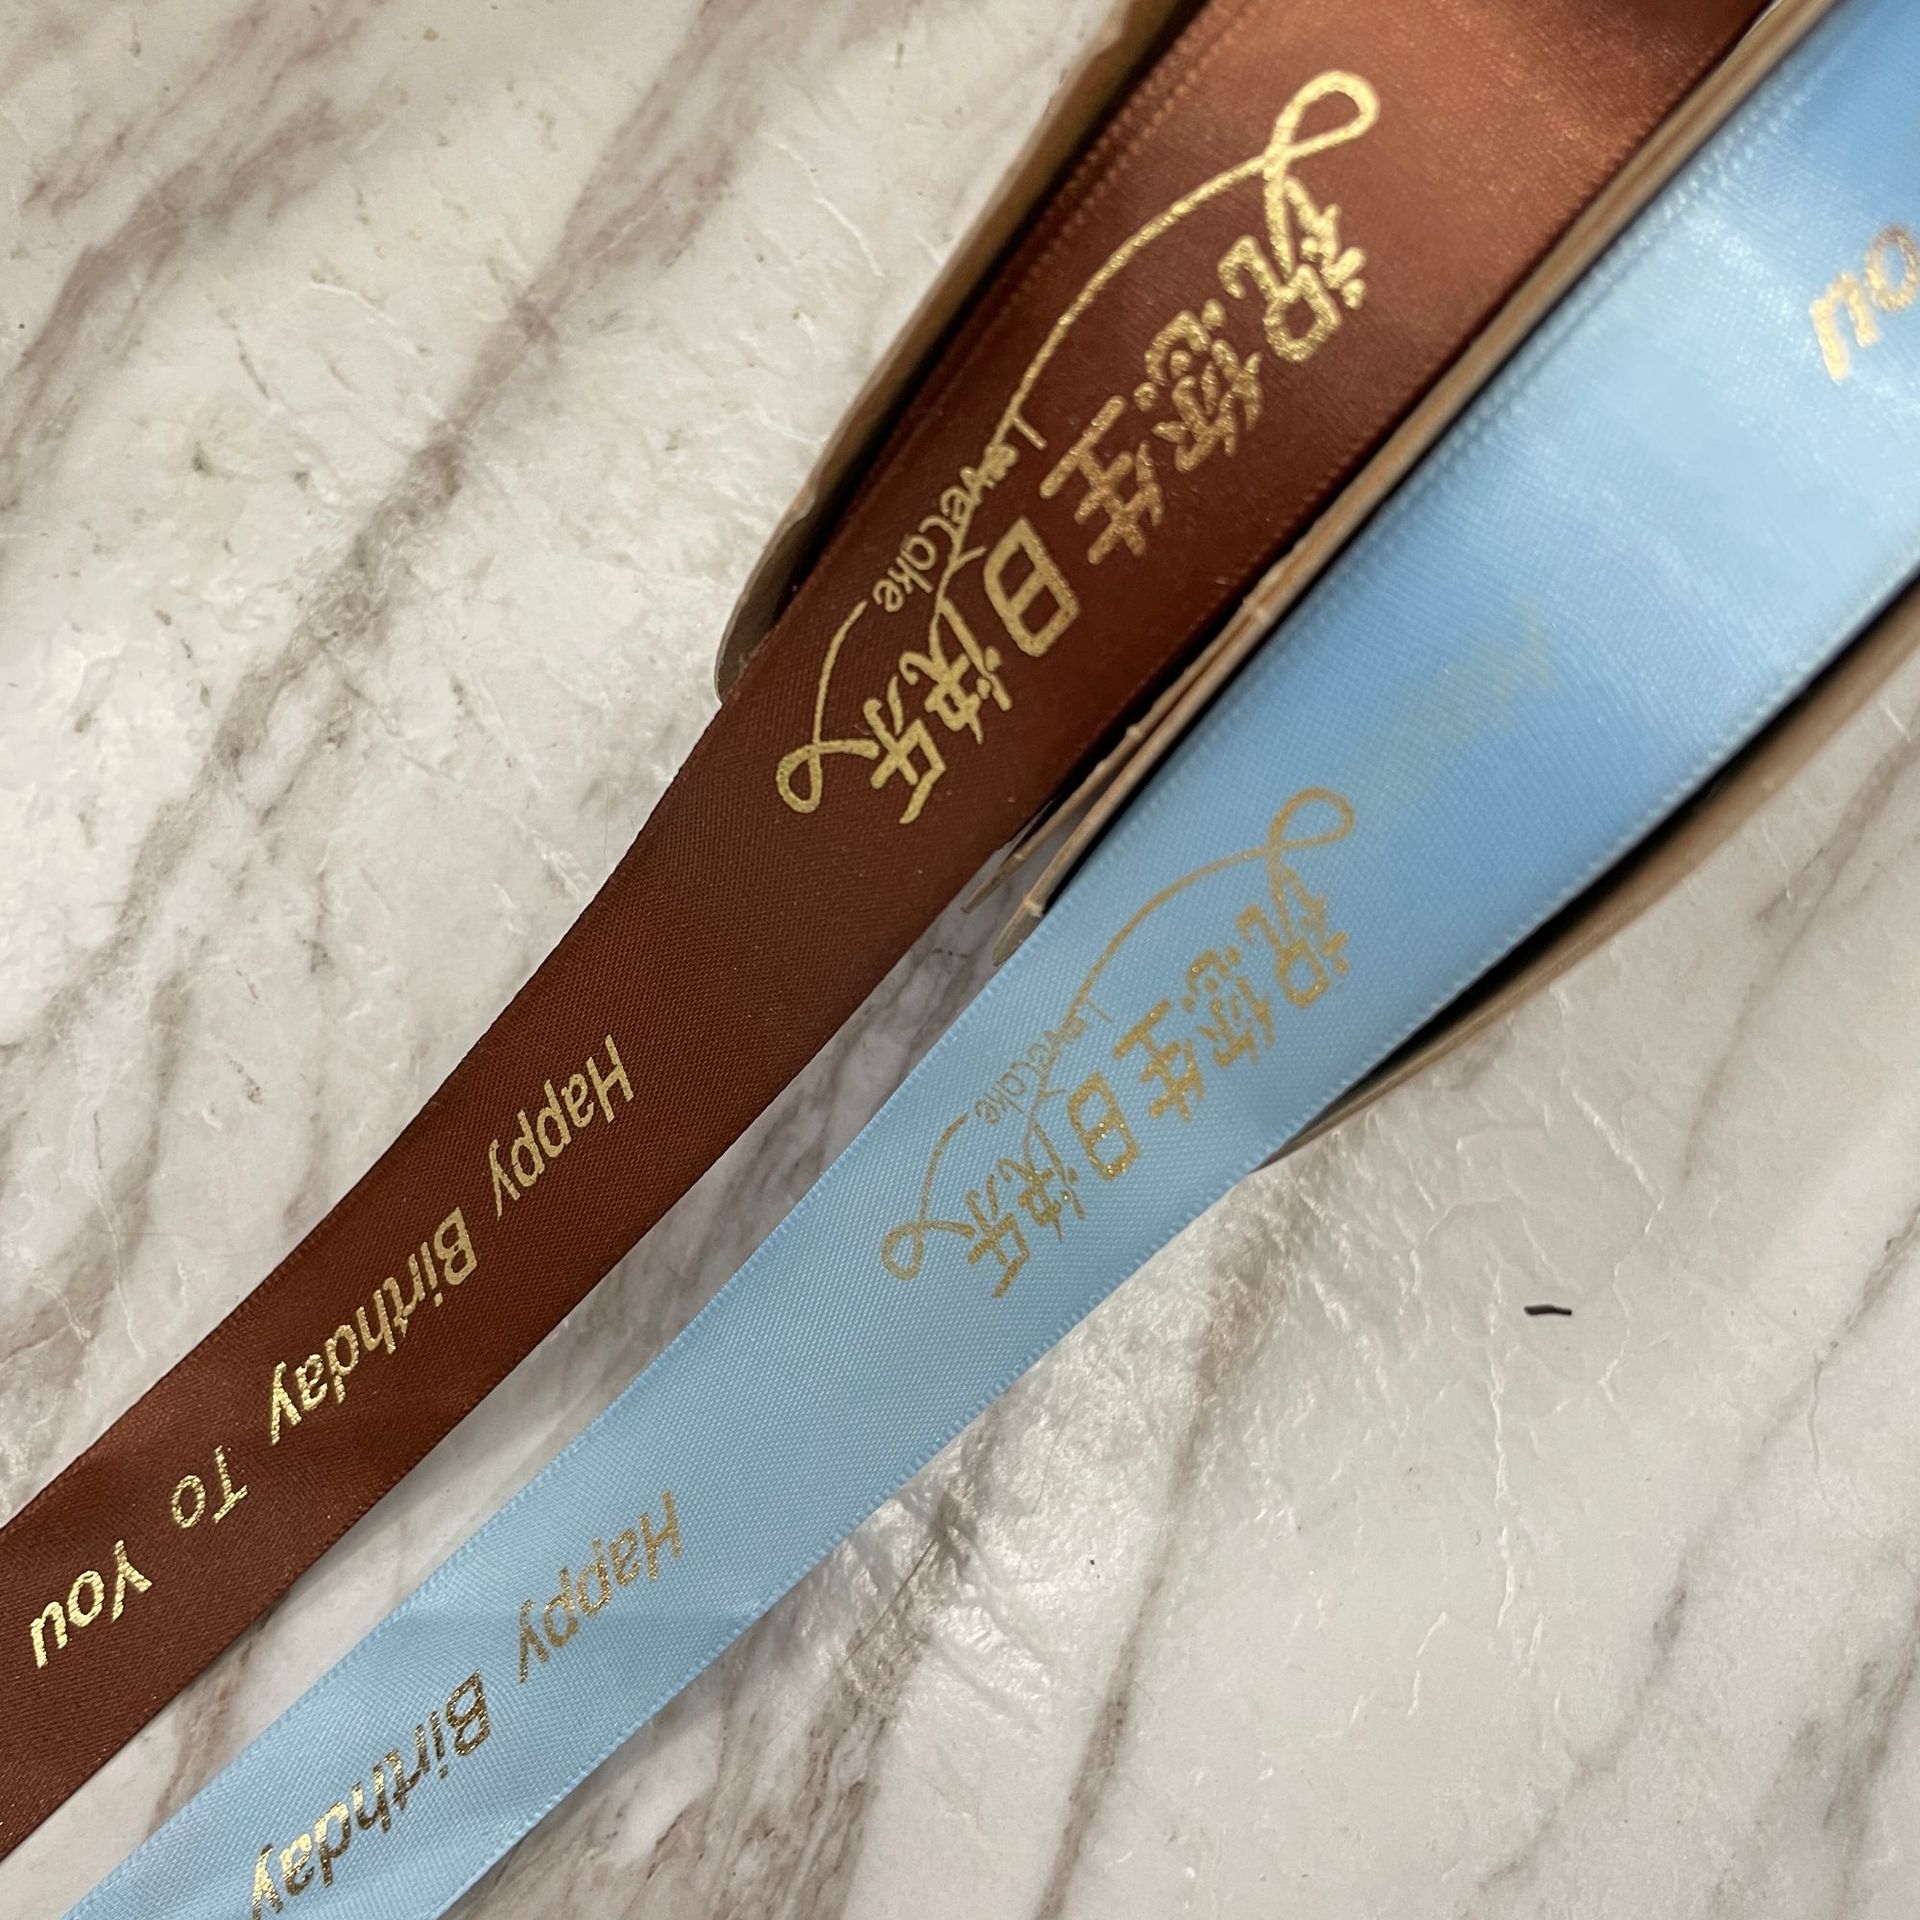 祝您生日快乐
LoveCake
Happy Birthday To You
ou
祝您生日快乐
LoveCake
Happy Birthday